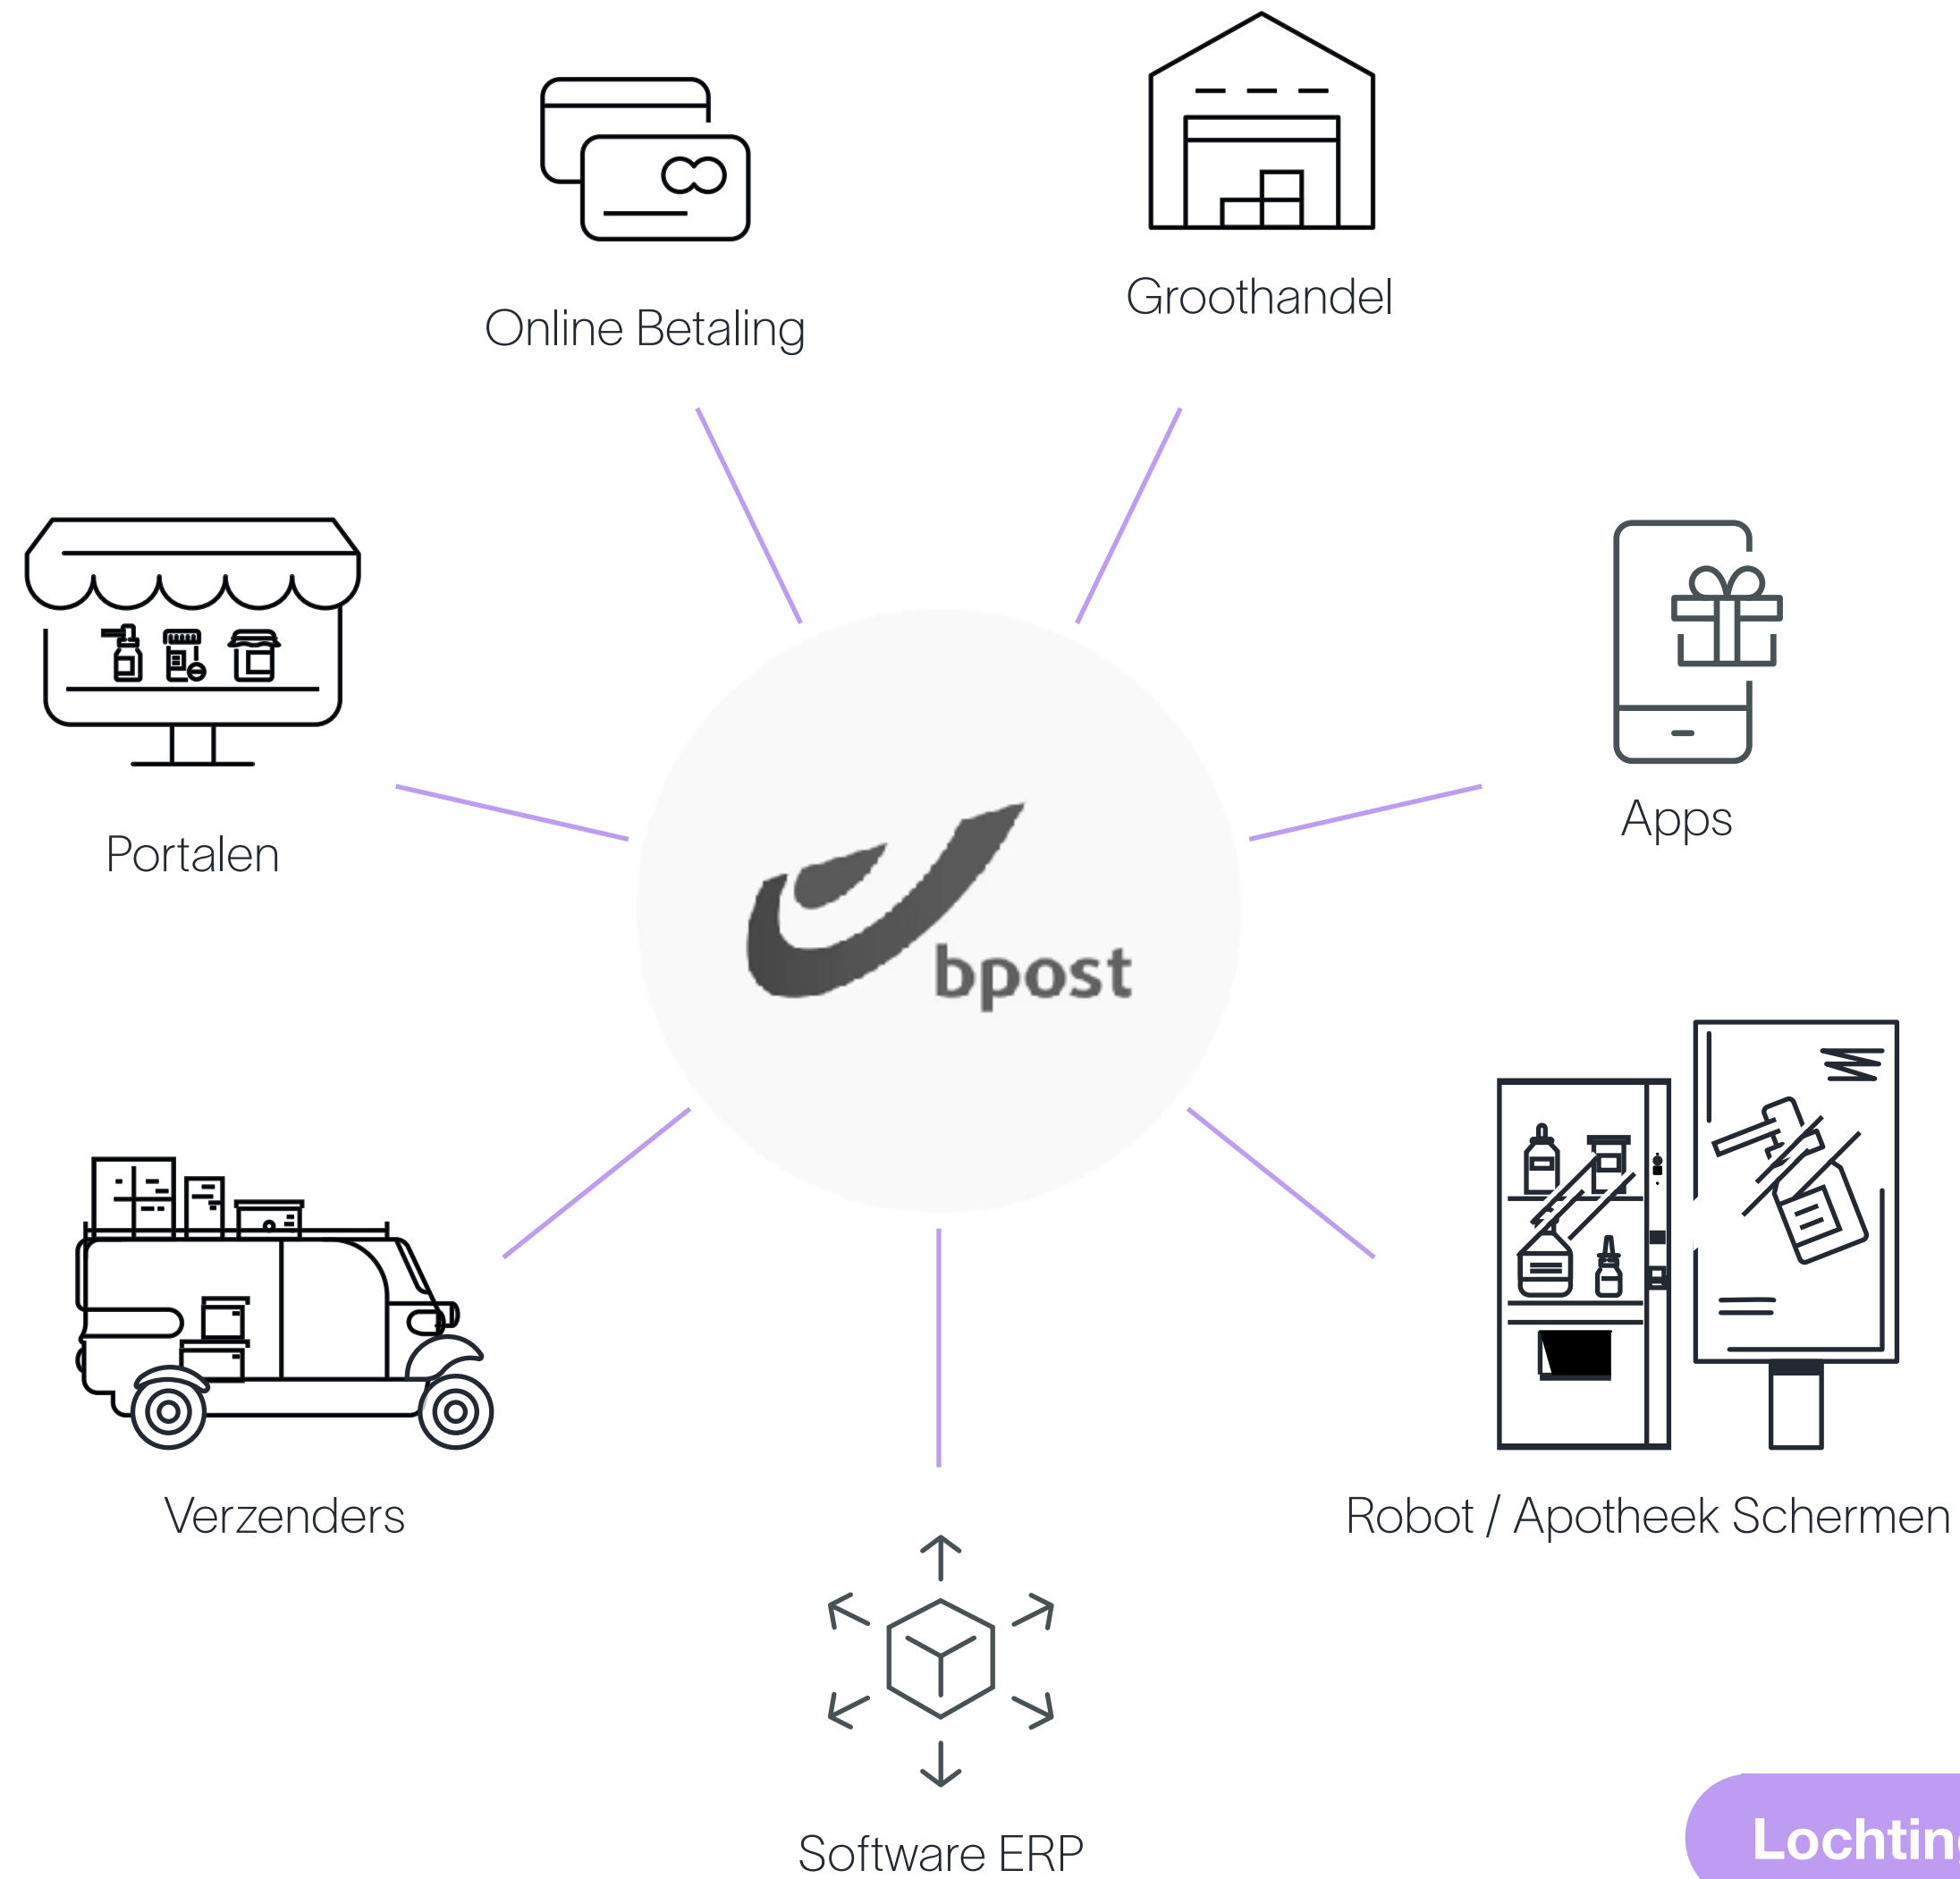 Online Betaling
Groothandel
Portalen
Apps
bpost
Verzenders
Robot / Apotheek Schermen
Software ERP